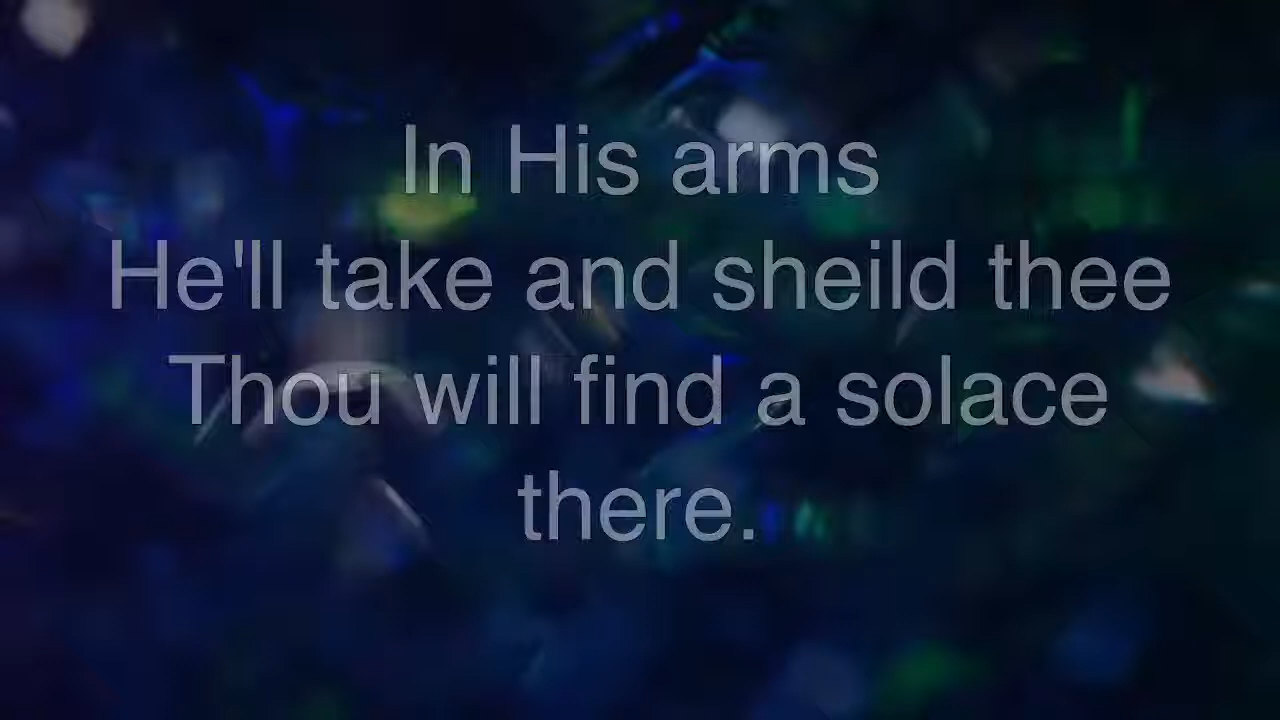 In His arms
He'll take and sheild thee
Thou will find a solace
there.